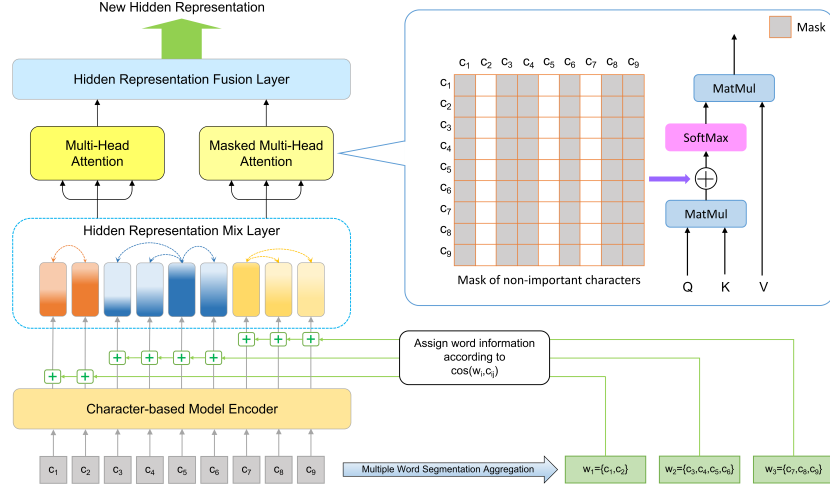 New Hidden Representation
Hidden Representation Fusion Layer
Multi-Head
Attention
Masked Multi-Head
Attention
Hidden Representation Mix Layer
Character-based Model Encoder
c1 c2 c3 c4 c5 c6 c7 c8 c9
Multiple Word Segmentation Aggregation
w1={c1,c2}
w2={c3,c4,c5,c6}
w3={c7,c8,c8}
Assign word information
according to
cos(wi,cij)
Mask
c1 c2 c3 c4 c5 c6 c7 c8 c9
c1
c2
c3
c4
c5
c6
c7
c8
c9
Mask of non-important characters
MatMul
SoftMax
MatMul
Q K V